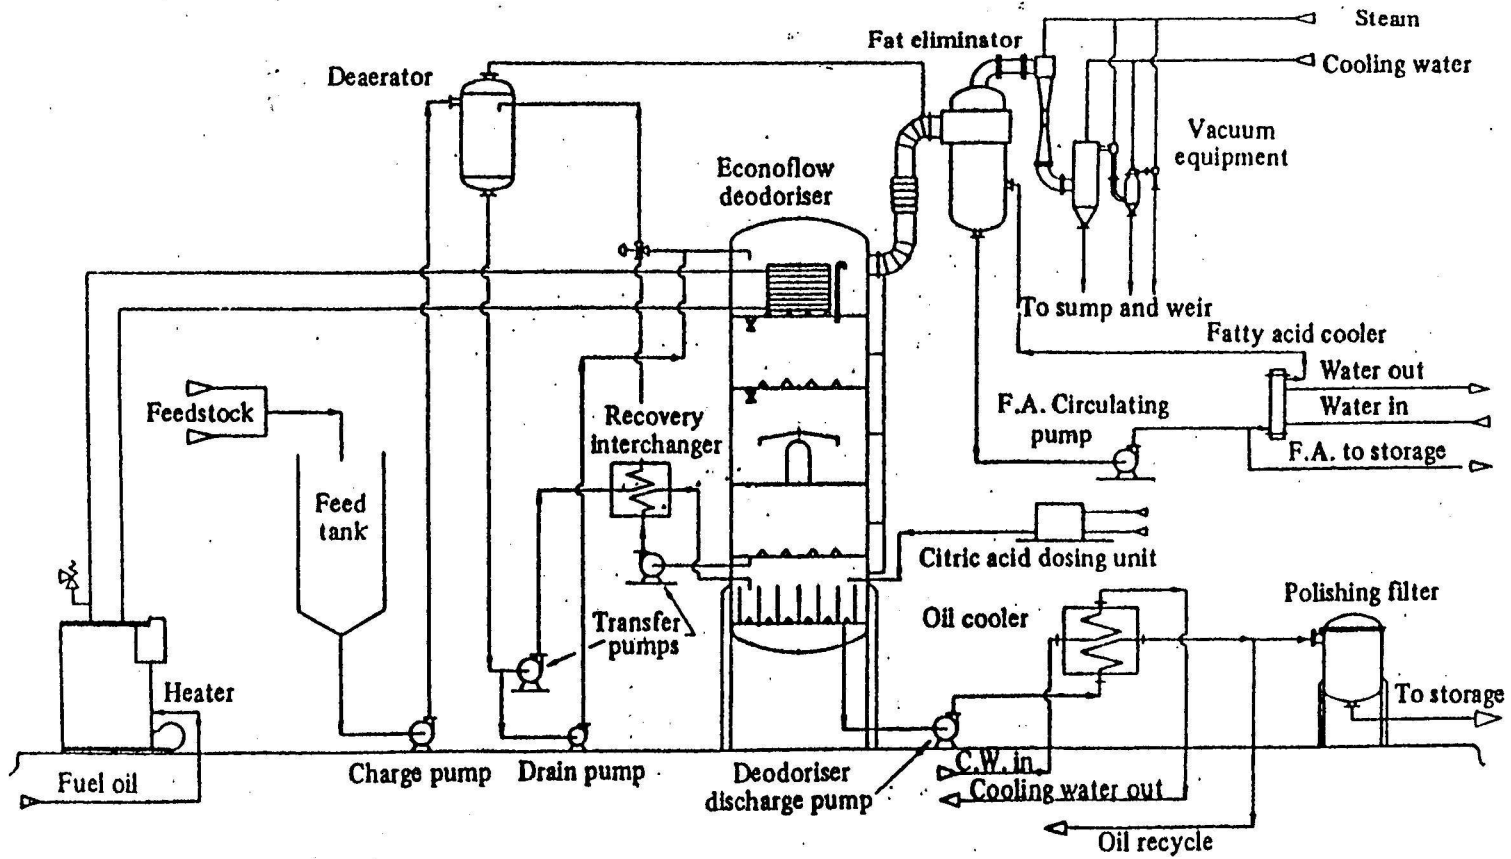 Steam
Fat eliminator
Cooling water
Deaerator
Vacuum
equipment
Econoflow
deodoriser
To sump and weir
Fatty acid cooler
Water out
Feedstock
Recovery
interchanger
F.A. Circulating
pump
Water in
F.A. to storage
Feed
tank
Citric acid dosing unit
Polishing filter
Oil cooler
Transfer
pumps
Heater
To storage
Fuel oil
Charge pump
Drain pump
Deodoriser
discharge pump
C.W. in
Cooling water out
Oil recycle